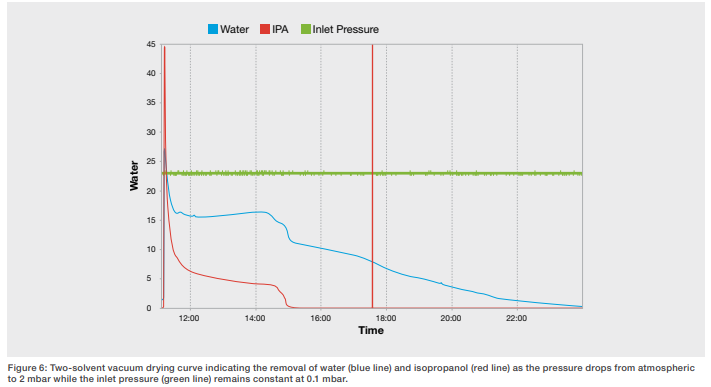 Water IPA Inlet Pressure
45
40
35
30
25
20
15
10
5
0
Water
12:00 14:00 16:00 18:00 20:00 22:00
Time
Figure 6: Two-solvent vacuum drying curve indicating the removal of water (blue line) and isopropanol (red line) as the pressure drops from atmospheric
to 2 mbar while the inlet pressure (green line) remains constant at 0.1 mbar.